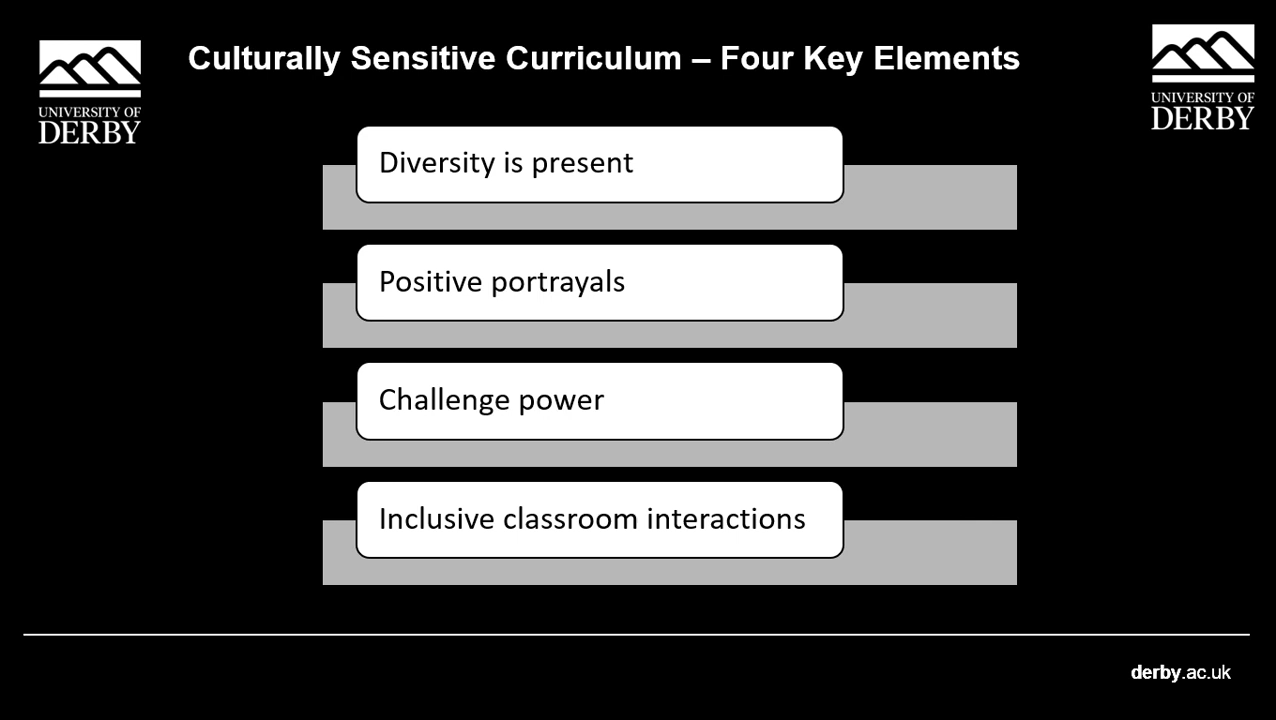 Culturally Sensitive Curriculum – Four Key Elements
UNIVERSITY OF
DERBY
UNIVERSITY OF
DERBY
Diversity is present
Positive portrayals
Challenge power
Inclusive classroom interactions
derby.ac.uk